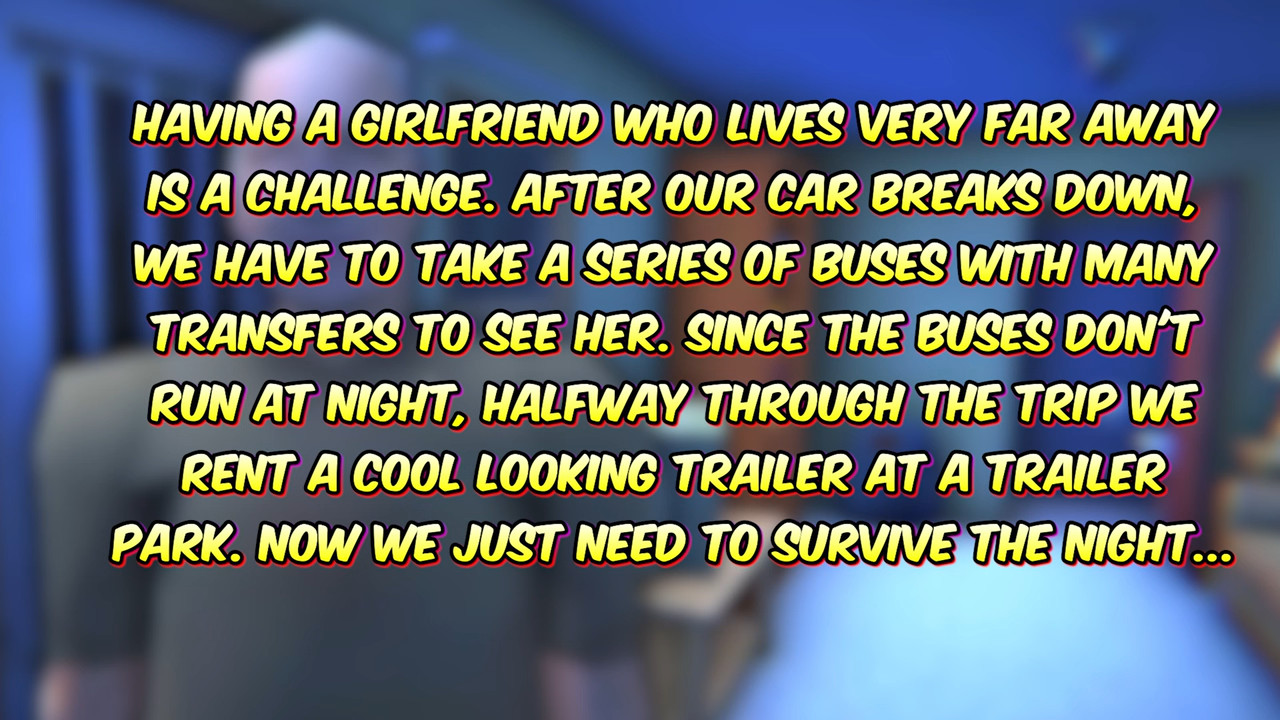 HAVING A GIRLFRIEND WHO LIVES VERY FAR AWAY
IS A CHALLENGE. AFTER OUR CAR BREAKS DOWN,
WE HAVE TO TAKE A SERIES OF BUSES WITH MANY
TRANSFERS TO SEE HER. SINCE THE BUSES DON'T
RUN AT NIGHT, HALFWAY THROUGH THE TRIP WE
RENT A COOL LOOKING TRAILER AT A TRAILER
PARK. NOW WE JUST NEED TO SURVIVE THE NIGHT...